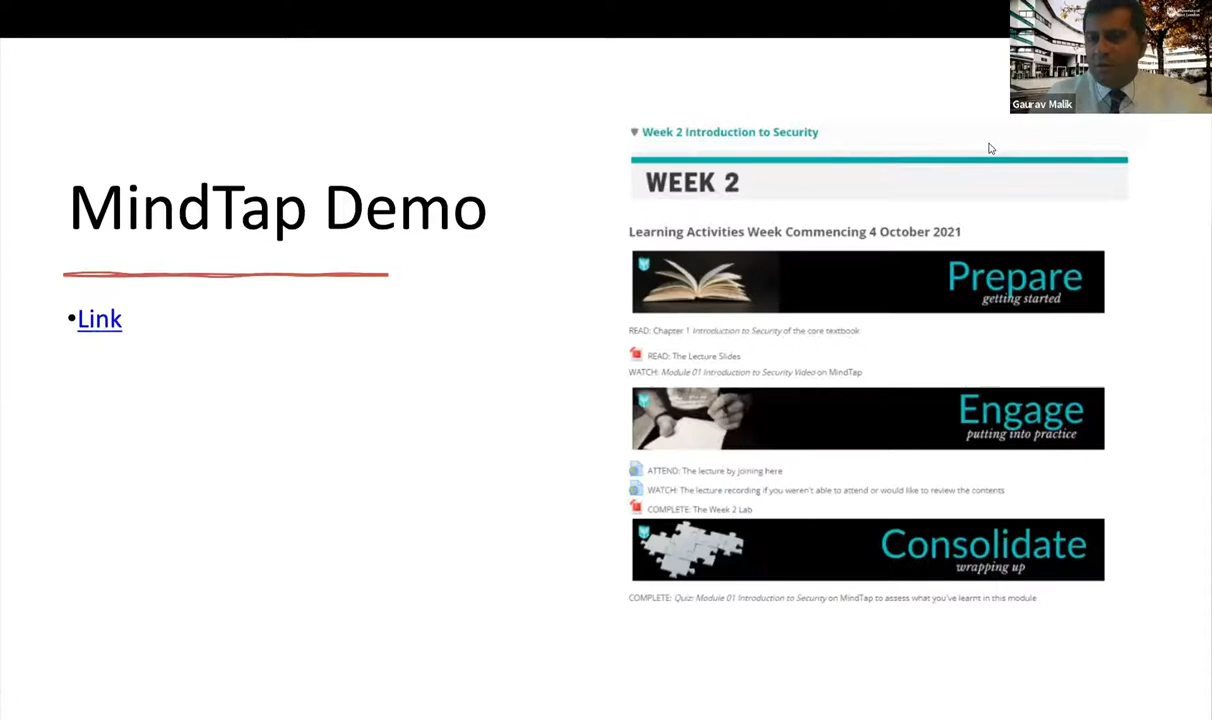 Gaurav Malik
MindTap Demo
•Link
Week 2 Introduction to Security
WEEK 2
Learning Activities Week Commencing 4 October 2021
Prepare
getting started
READ: Chapter 1 Introduction to Security of the core textbook
READ: The Lecture Slides
WATCH: Module 01 Introduction to Security Video on MindTap
Engage
putting into practice
ATTEND: The lecture by joining here
WATCH: The lecture recording if you weren't able to attend or would like to review the contents
COMPLETE: The Week 2 Lab
Consolidate
wrapping up
COMPLETE: Quiz: Module 01 Introduction to Security on MindTap to assess what you've learnt in this module